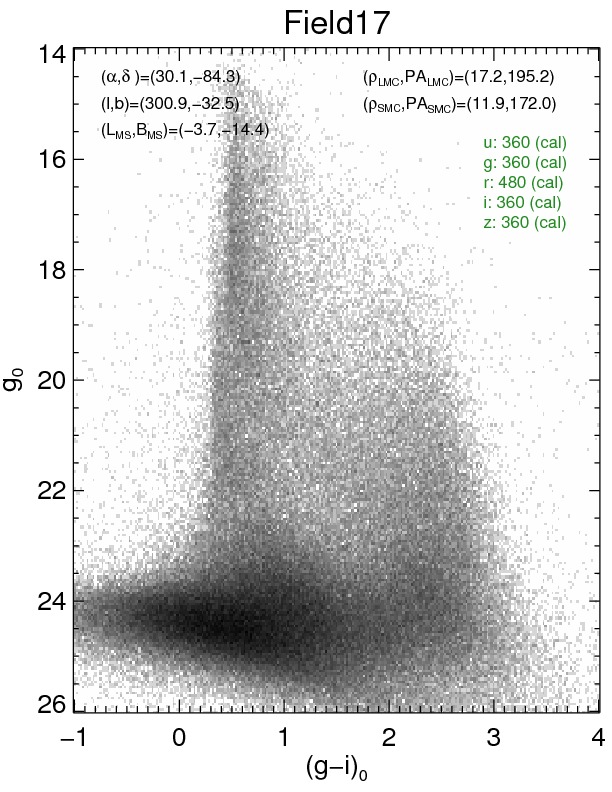 Field17
(α,δ )=(30.1,−84.3)
(ρLMC,PALMC)=(17.2,195.2)
(l,b)=(300.9,−32.5)
(ρSMC,PASMC)=(11.9,172.0)
(LMS,BMS)=(−3.7,−14.4)
u: 360 (cal)
g: 360 (cal)
r: 480 (cal)
i: 360 (cal)
z: 360 (cal)
14
16
18
20
22
24
26
g0
−1 0 1 2 3 4
(g−i)0